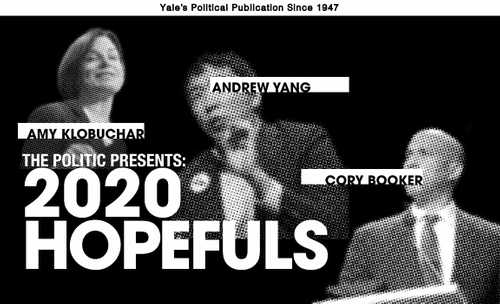 Yale's Political Publication Since 1947
ANDREW YANG
AMY KLOBUCHAR
THE POLITIC PRESENTS:
CORY BOOKER
2020
HOPEFULS